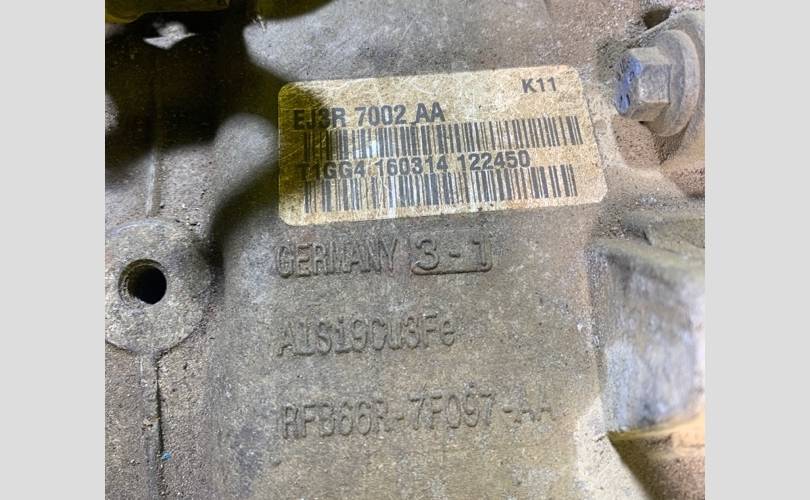 K11
EJ3R 7002 AA
T1GG4 160314 122450
GERMANY 3-1
AlSi9Cu3Fe
RFB66R-7F097-AA